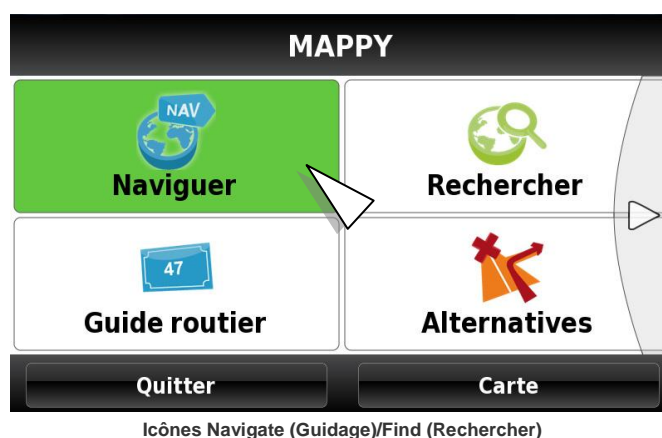 MAPPY
NAV
Naviguer
Rechercher
47
Guide routier
Alternatives
Quitter
Carte
Icônes Navigate (Guidage)/Find (Rechercher)